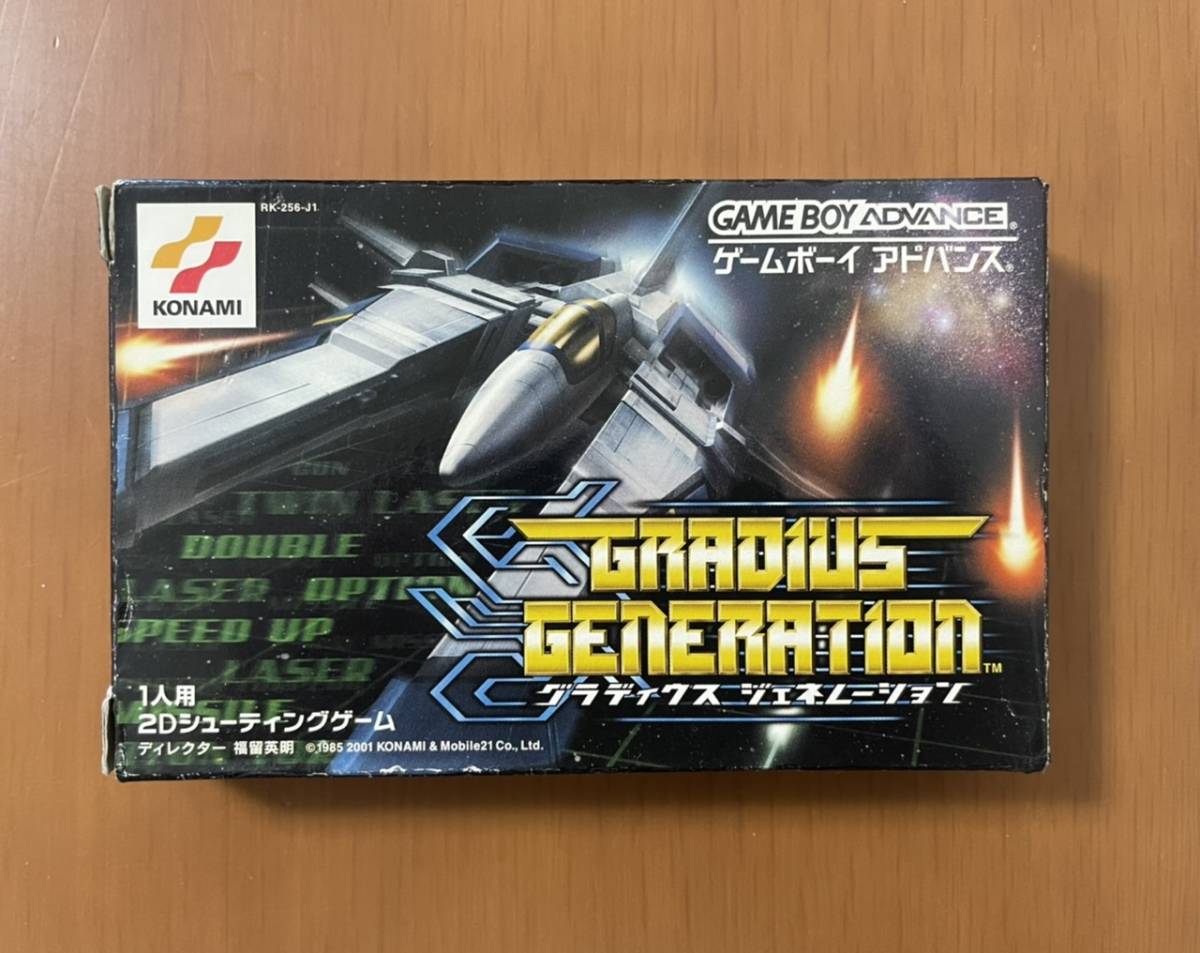 RK-256-J1
KONAMI
GAME BOY ADVANCE
ゲームボーイ アドバンス
GUN
TWIN LAS
DOUBLE
LASER OPTION
SPEED UP
LASER
GRADIUS
GENERATION™
グラディウス ジェネレーション
1人用
2Dシューティングゲーム
ディレクター 福留英明 ©1985 2001 KONAMI & Mobile21 Co., Ltd.